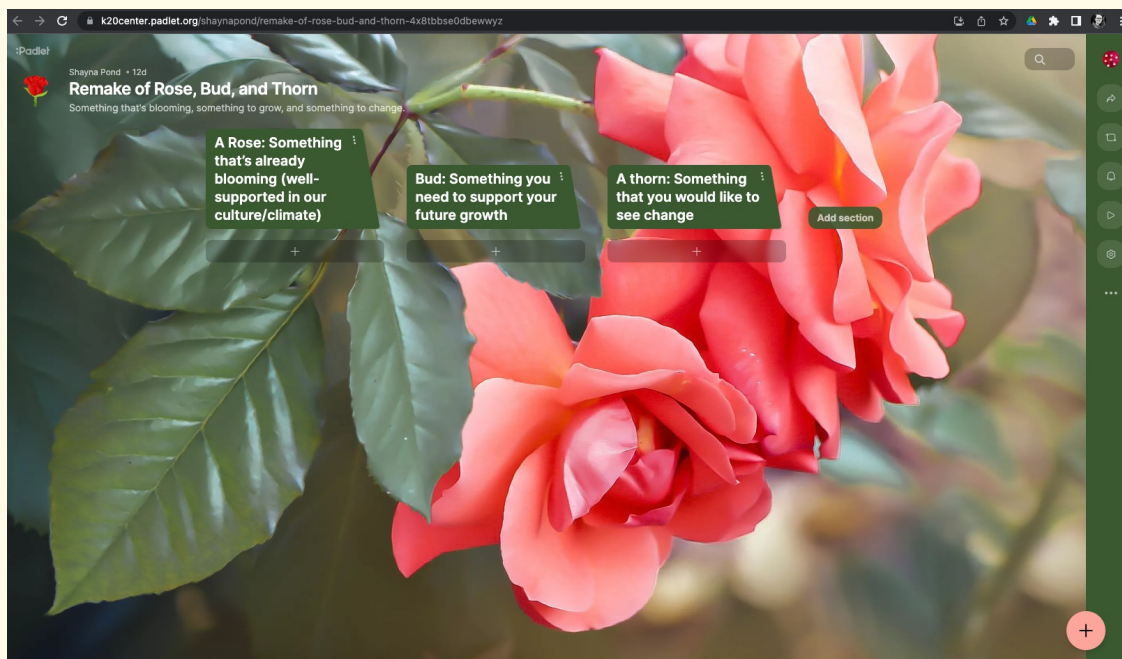 k20center.padlet.org/shaynapond/remake-of-rose-bud-and-thorn-4x8tbbse0dbewwyz
:Padlet
Shayna Pond • 12d
Remake of Rose, Bud, and Thorn
Something that's blooming, something to grow, and something to change.
A Rose: Something
that's already
blooming (well-
supported in our
culture/climate)
Bud: Something you
need to support your
future growth
A thorn: Something
that you would like to
see change
Add section